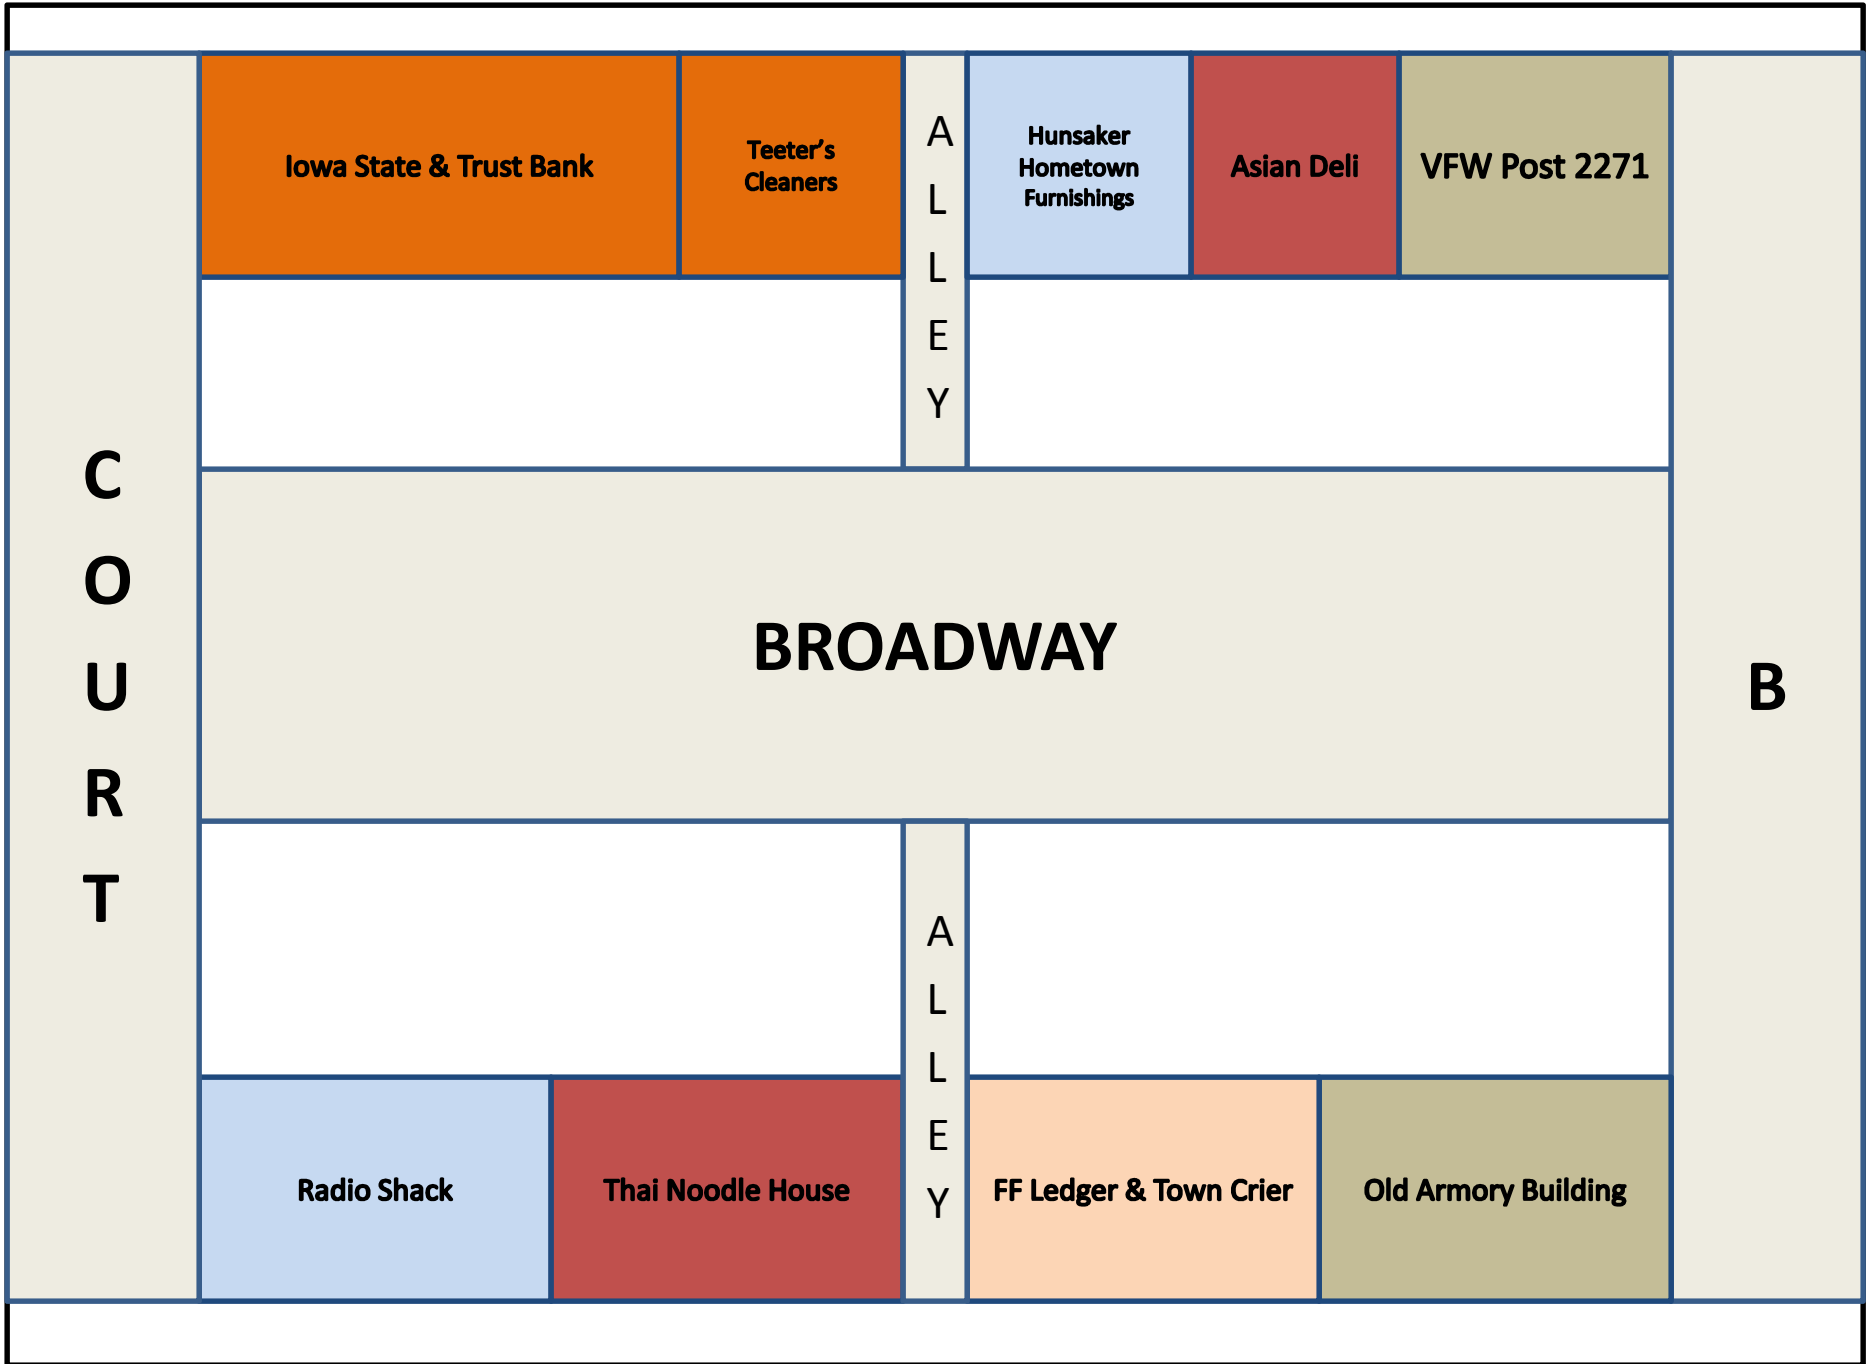 Iowa State & Trust Bank
Teeter's
Cleaners
A
L
L
E
Y
Hunsaker
Hometown
Furnishings
Asian Deli
VFW Post 2271
C
O
U
R
T
BROADWAY
B
A
L
L
E
Y
Radio Shack
Thai Noodle House
FF Ledger & Town Crier
Old Armory Building